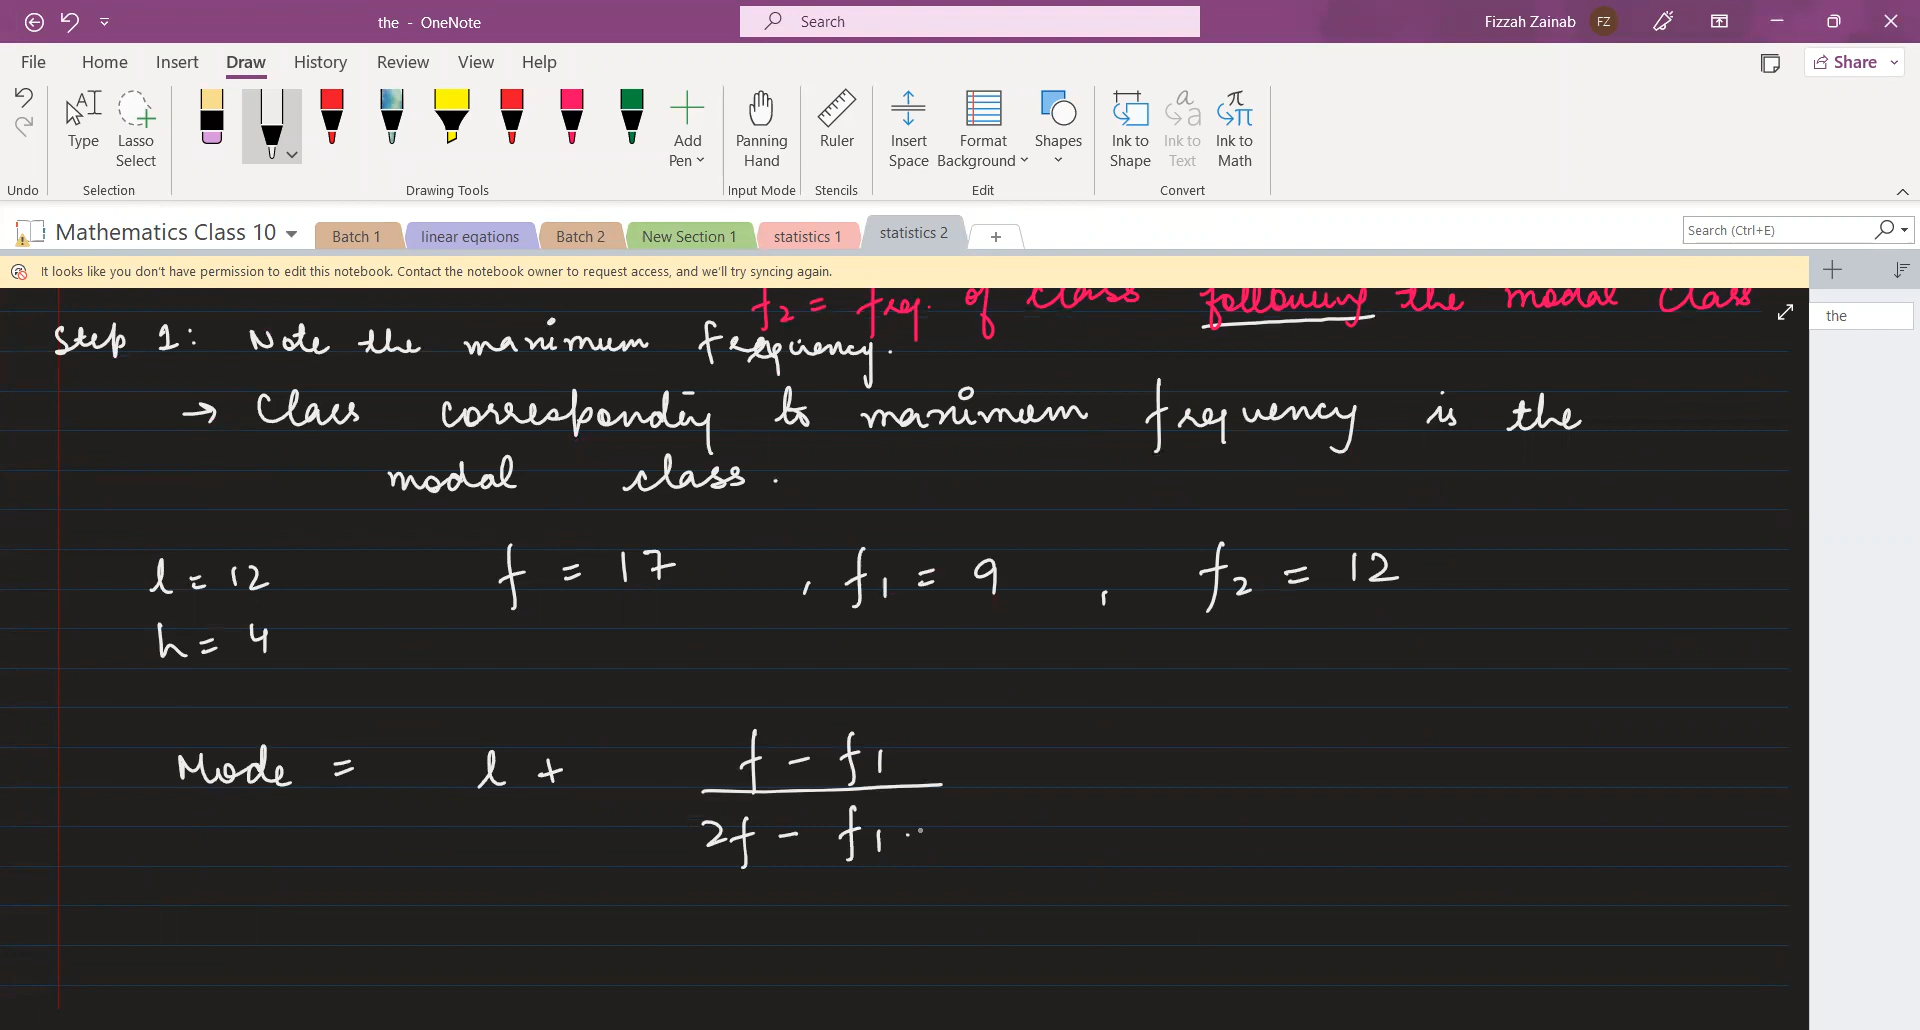 the - OneNote
Search
Fizzah Zainab FZ
File Home Insert Draw History Review View Help
Share
Type
Lasso Select
Add Pen
Panning Hand
Ruler
Insert Space
Format Background
Shapes
Ink to Shape
Ink to Text
Ink to Math
Undo Selection Drawing Tools Input Mode Stencils Edit Convert
Mathematics Class 10 Batch 1 linear eqations Batch 2 New Section 1 statistics 1 statistics 2
Search (Ctrl+E)
It looks like you don't have permission to edit this notebook. Contact the notebook owner to request access, and we'll try syncing again.
the
f2 = freq. of class following the modal class
Step 1: Note the maximum frequency.
→ Class corresponding to maximum frequency is the
modal class.
l = 12 f = 17 , f1 = 9 , f2 = 12
h = 4
Mode = l + f - f1
2f - f1